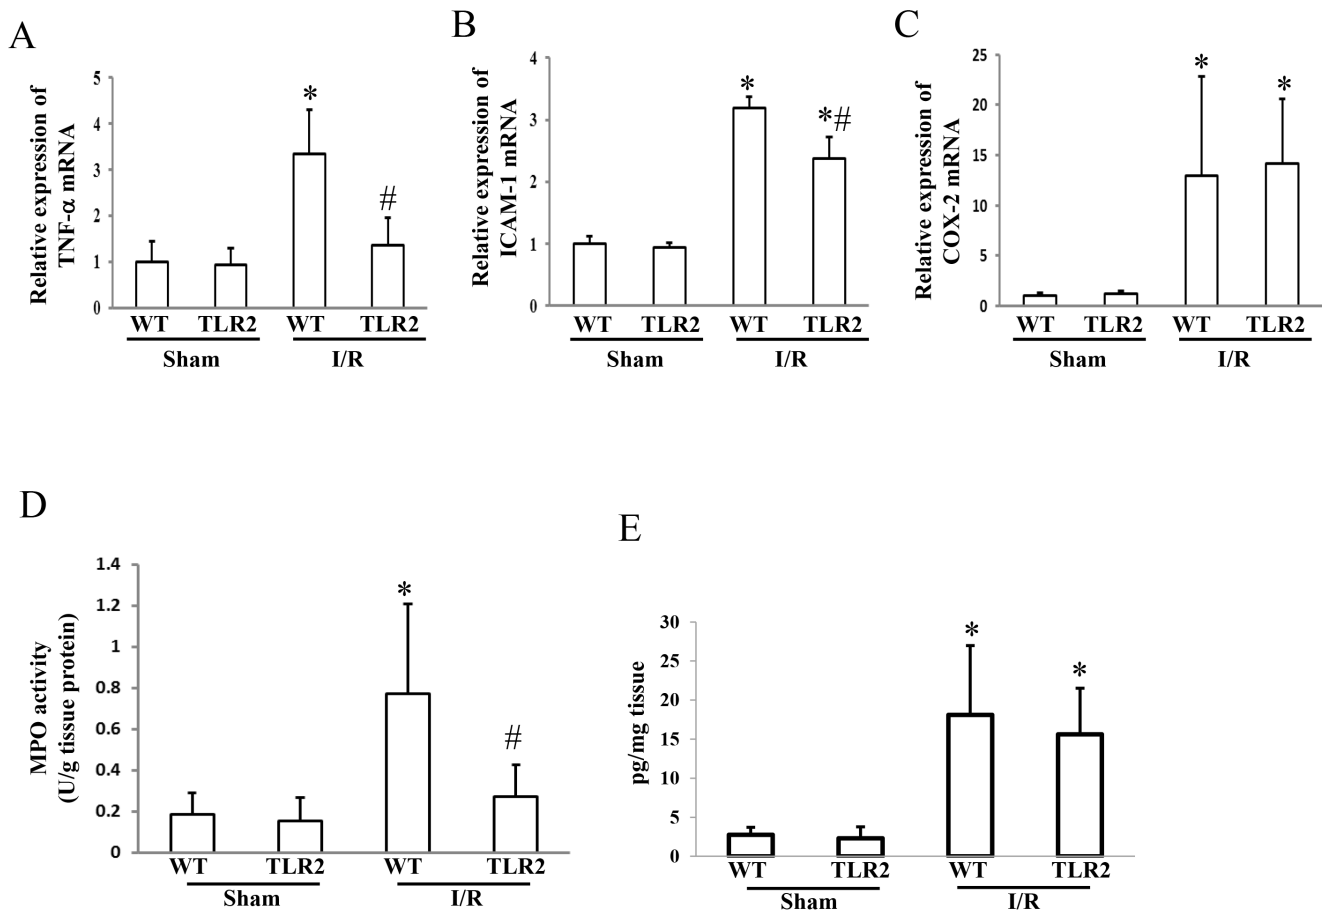 A
Relative expression of
TNF-α mRNA
5
4
3
2
1
0
*
#
WT TLR2 WT TLR2
Sham I/R
B
Relative expression of
ICAM-1 mRNA
4
3
2
1
0
*
*#
WT TLR2 WT TLR2
Sham I/R
C
Relative expression of
COX-2 mRNA
25
20
15
10
5
0
*
*
WT TLR2 WT TLR2
Sham I/R
D
MPO activity
(U/g tissue protein)
1.4
1.2
1
0.8
0.6
0.4
0.2
0
*
#
WT TLR2 WT TLR2
Sham I/R
E
pg/mg tissue
30
25
20
15
10
5
0
*
*
WT TLR2 WT TLR2
Sham I/R